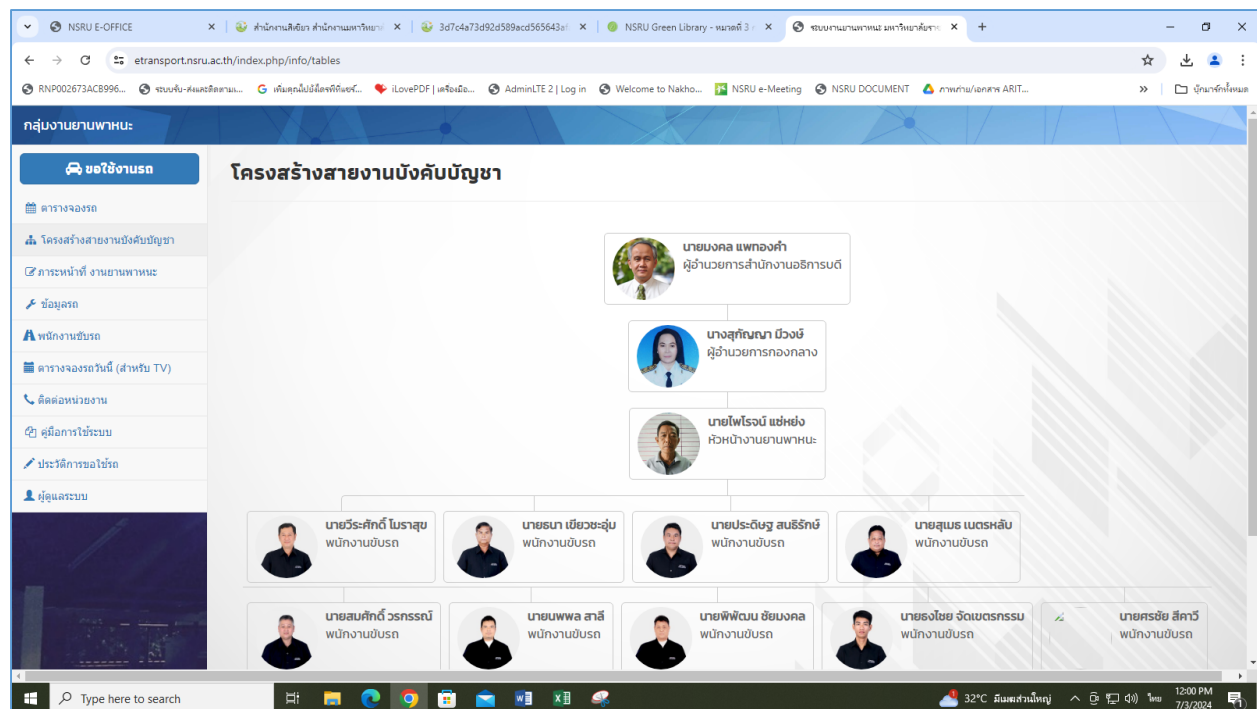 NSRU E-OFFICE
สำนักงานสีเขียว สำนักงานมหาวิทยาลั
3d7c4a73d92d589acd565643a
NSRU Green Library - หมวดที่ 3
ระบบงานยานพาหนะ มหาวิทยาลัยราช
etransport.nsru.ac.th/index.php/info/tables
RNP002673ACB996...
ระบบรับ-ส่งและติดตาม...
iLovePDF | เครื่องมือ...
AdminLTE 2 | Log in
Welcome to Nakho...
NSRU e-Meeting
NSRU DOCUMENT
ภาพถ่าย/เอกสาร ARIT...
บุ๊กมาร์กทั้งหมด
กลุ่มงานยานพาหนะ
ขอใช้งานรถ
โครงสร้างสายงานบังคับบัญชา
ตารางจองรถ
โครงสร้างสายงานบังคับบัญชา
ภาระหน้าที่ งานยานพาหนะ
ข้อมูลรถ
พนักงานขับรถ
ตารางจองรถวันนี้ (สำหรับ TV)
ติดต่อหน่วยงาน
คู่มือการใช้ระบบ
ประวัติการขอใช้รถ
ผู้ดูแลระบบ
นายมงคล แพทองคำ
ผู้อำนวยการสำนักงานอธิการบดี
นางสุกัญญา มีวงษ์
ผู้อำนวยการกองกลาง
นายไพโรจน์ แซ่หย่ง
หัวหน้างานยานพาหนะ
นายวีระศักดิ์ โมราสุข
พนักงานขับรถ
นายธนา เขียวชะอุ่ม
พนักงานขับรถ
นายประดิษฐ สนธิรักษ์
พนักงานขับรถ
นายสุเมธ เนตรหลับ
พนักงานขับรถ
นายสมศักดิ์ วรกรรณ์
พนักงานขับรถ
นายนพพล สาลี
พนักงานขับรถ
นายพิพัฒน ชัยมงคล
พนักงานขับรถ
นายธงไชย จัดเขตรกรรม
พนักงานขับรถ
นายศรชัย สีคาวี
พนักงานขับรถ
Type here to search
32°C มีเมฆส่วนใหญ่
ไทย
12:00 PM
7/3/2024